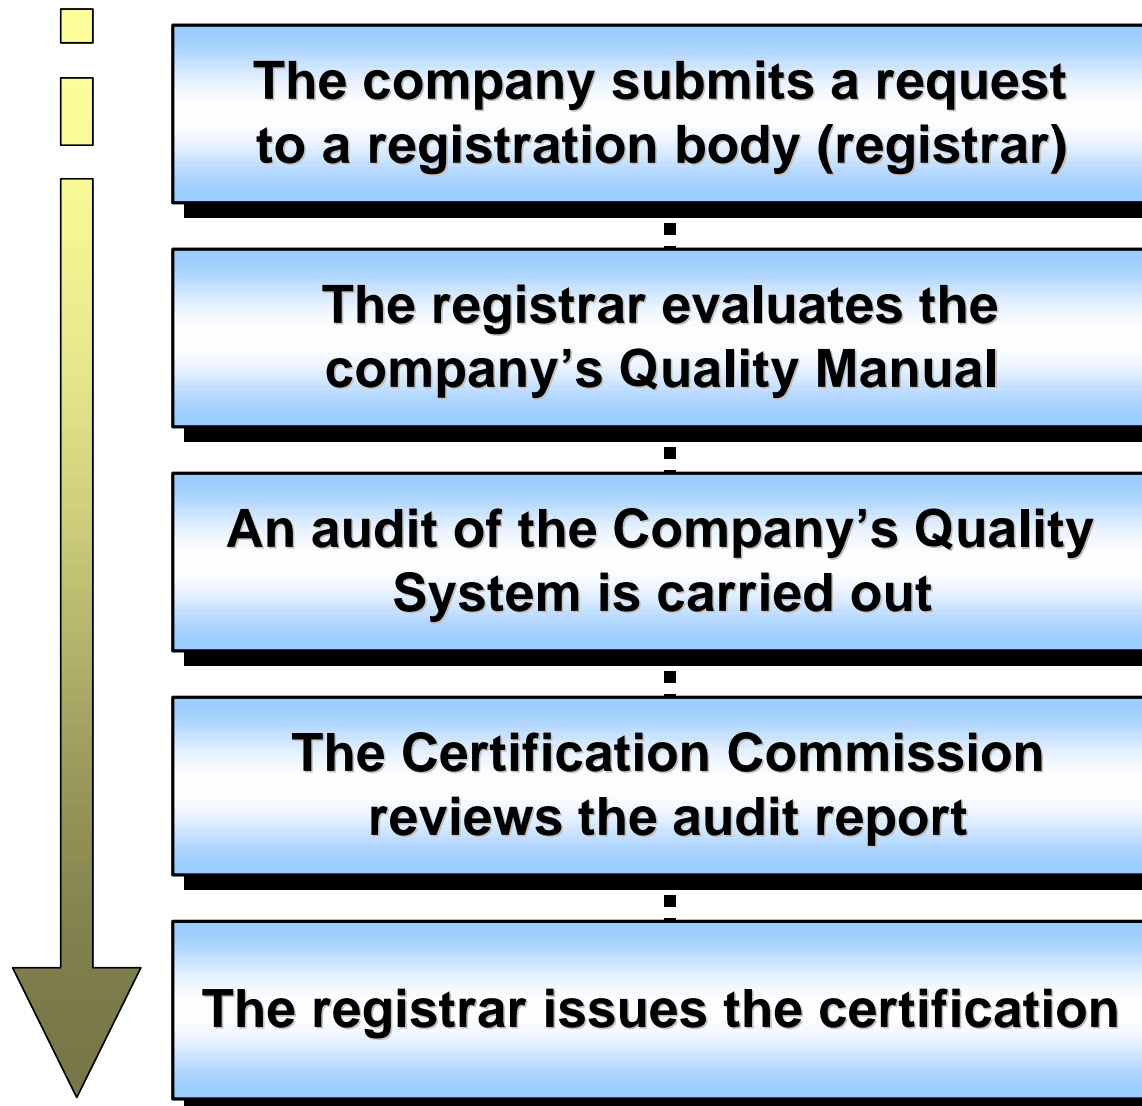 The company submits a request
to a registration body (registrar)
The registrar evaluates the
company’s Quality Manual
An audit of the Company’s Quality
System is carried out
The Certification Commission
reviews the audit report
The registrar issues the certification